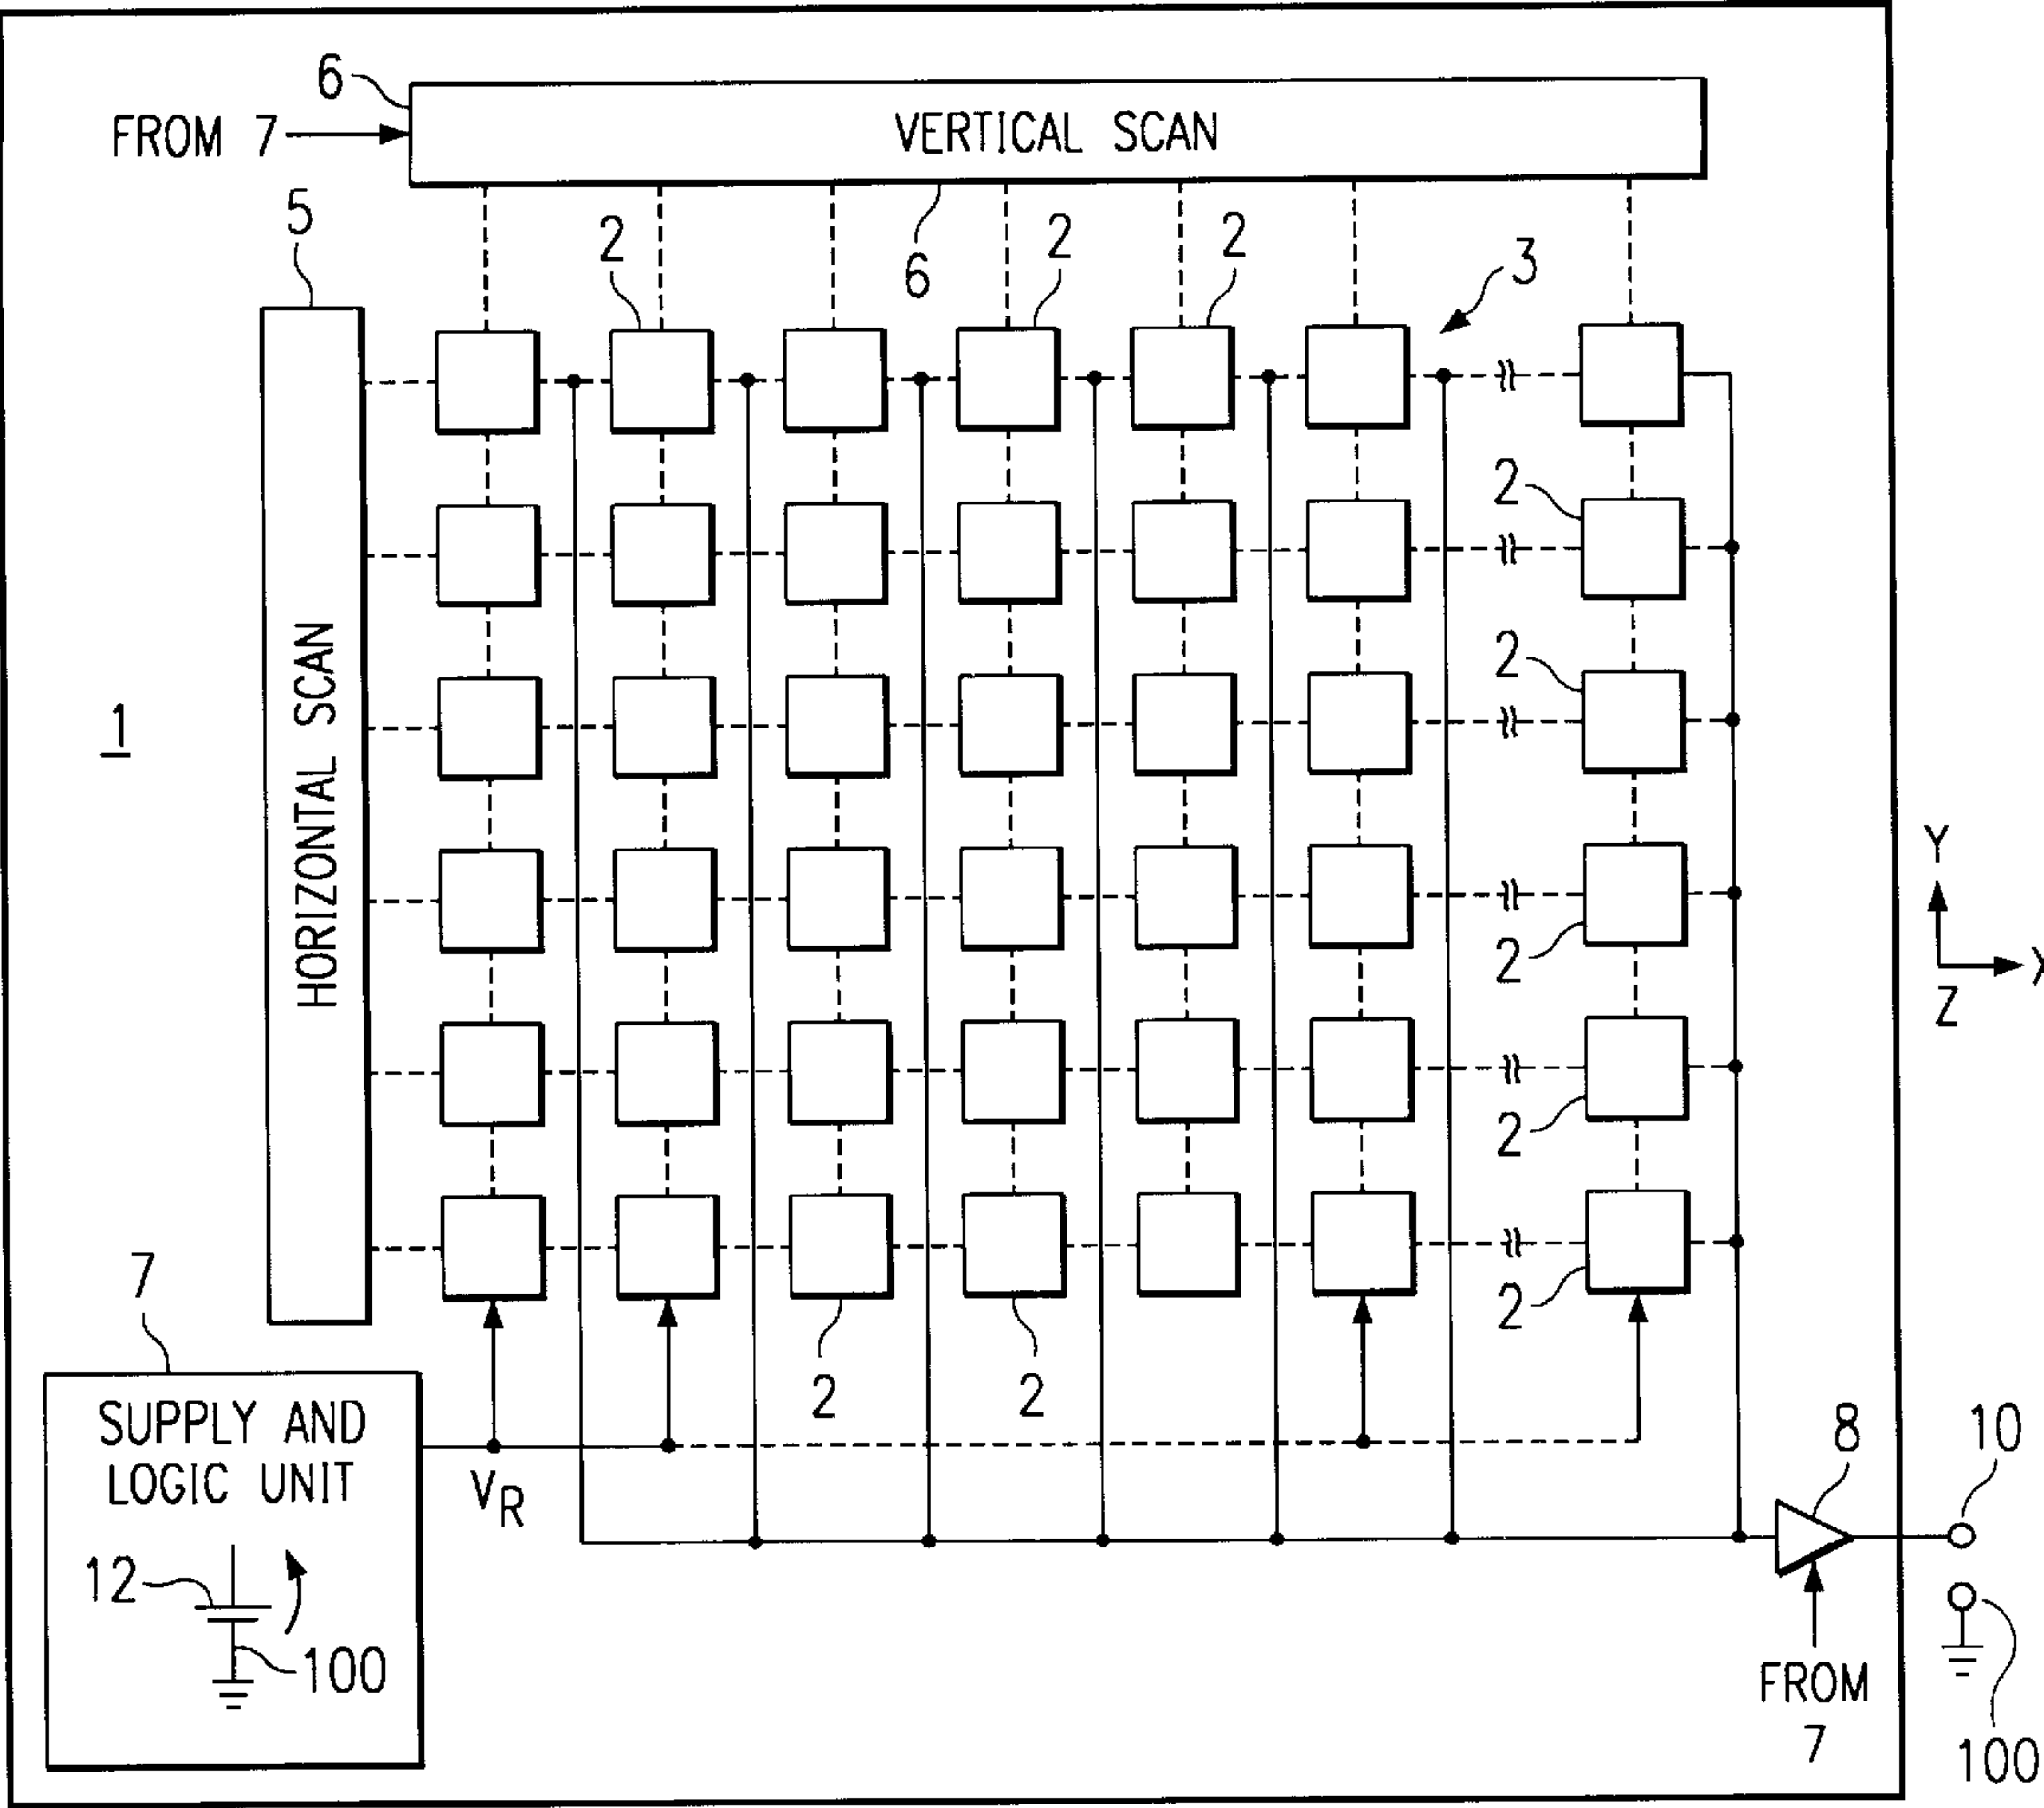 6
FROM 7
VERTICAL SCAN
5
2
6
2
2
3
HORIZONTAL SCAN
1
2
2
2
2
2
2
2
Y
X
Z
7
SUPPLY AND
LOGIC UNIT
12
100
VR
8
10
FROM
7
100